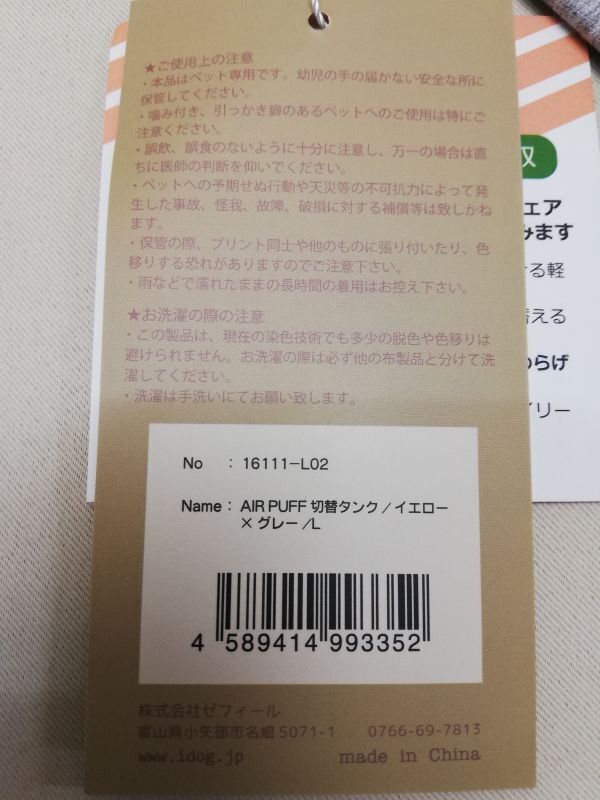 ★ご使用上の注意
・本品はペット専用です。幼児の手の届かない安全な所に
保管してください。
・噛み付き、引っかき癖のあるペットへのご使用は特にご
注意ください。
・誤飲、誤食のないように十分に注意し、万一の場合は直
ちに医師の判断を仰いでください。
・ペットへの予期せぬ行動や天災等の不可抗力によって発
生した事故、怪我、故障、破損に対する補償等は致しかね
ます。
・保管の際、プリント同士や他のものに張り付いたり、色
移りする恐れがありますのでご注意下さい。
・雨などで濡れたままの長時間の着用はお控え下さい。
★お洗濯の際の注意
・この製品は、現在の染色技術でも多少の脱色や色移りは
避けられません。お洗濯の際は必ず他の布製品と分けて洗
濯してください。
・洗濯は手洗いにてお願い致します。
No : 16111-L02
Name : AIR PUFF 切替タンク / イエロー
× グレー /L
4 589414 993352
株式会社ゼフィール
富山県小矢部市名畑 5071-1 0766-69-7813
www.idog.jp made in China
ェア
みます
ける軽
替える
らげ
イリー